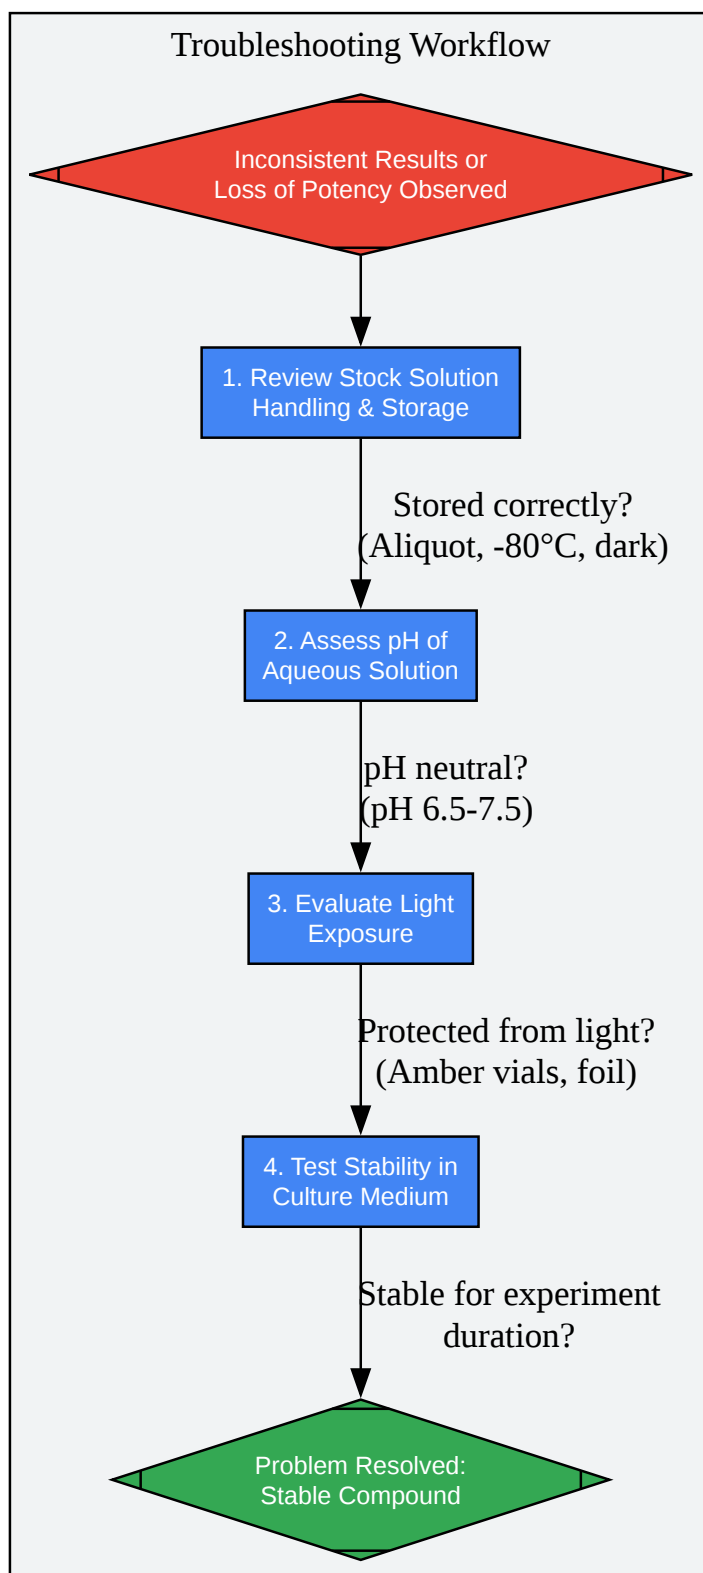 Troubleshooting Workflow
Inconsistent Results or
Loss of Potency Observed
1. Review Stock Solution
Handling & Storage
Stored correctly?
(Aliquot, -80°C, dark)
2. Assess pH of
Aqueous Solution
pH neutral?
(pH 6.5-7.5)
3. Evaluate Light
Exposure
Protected from light?
(Amber vials, foil)
4. Test Stability in
Culture Medium
Stable for experiment
duration?
Problem Resolved:
Stable Compound